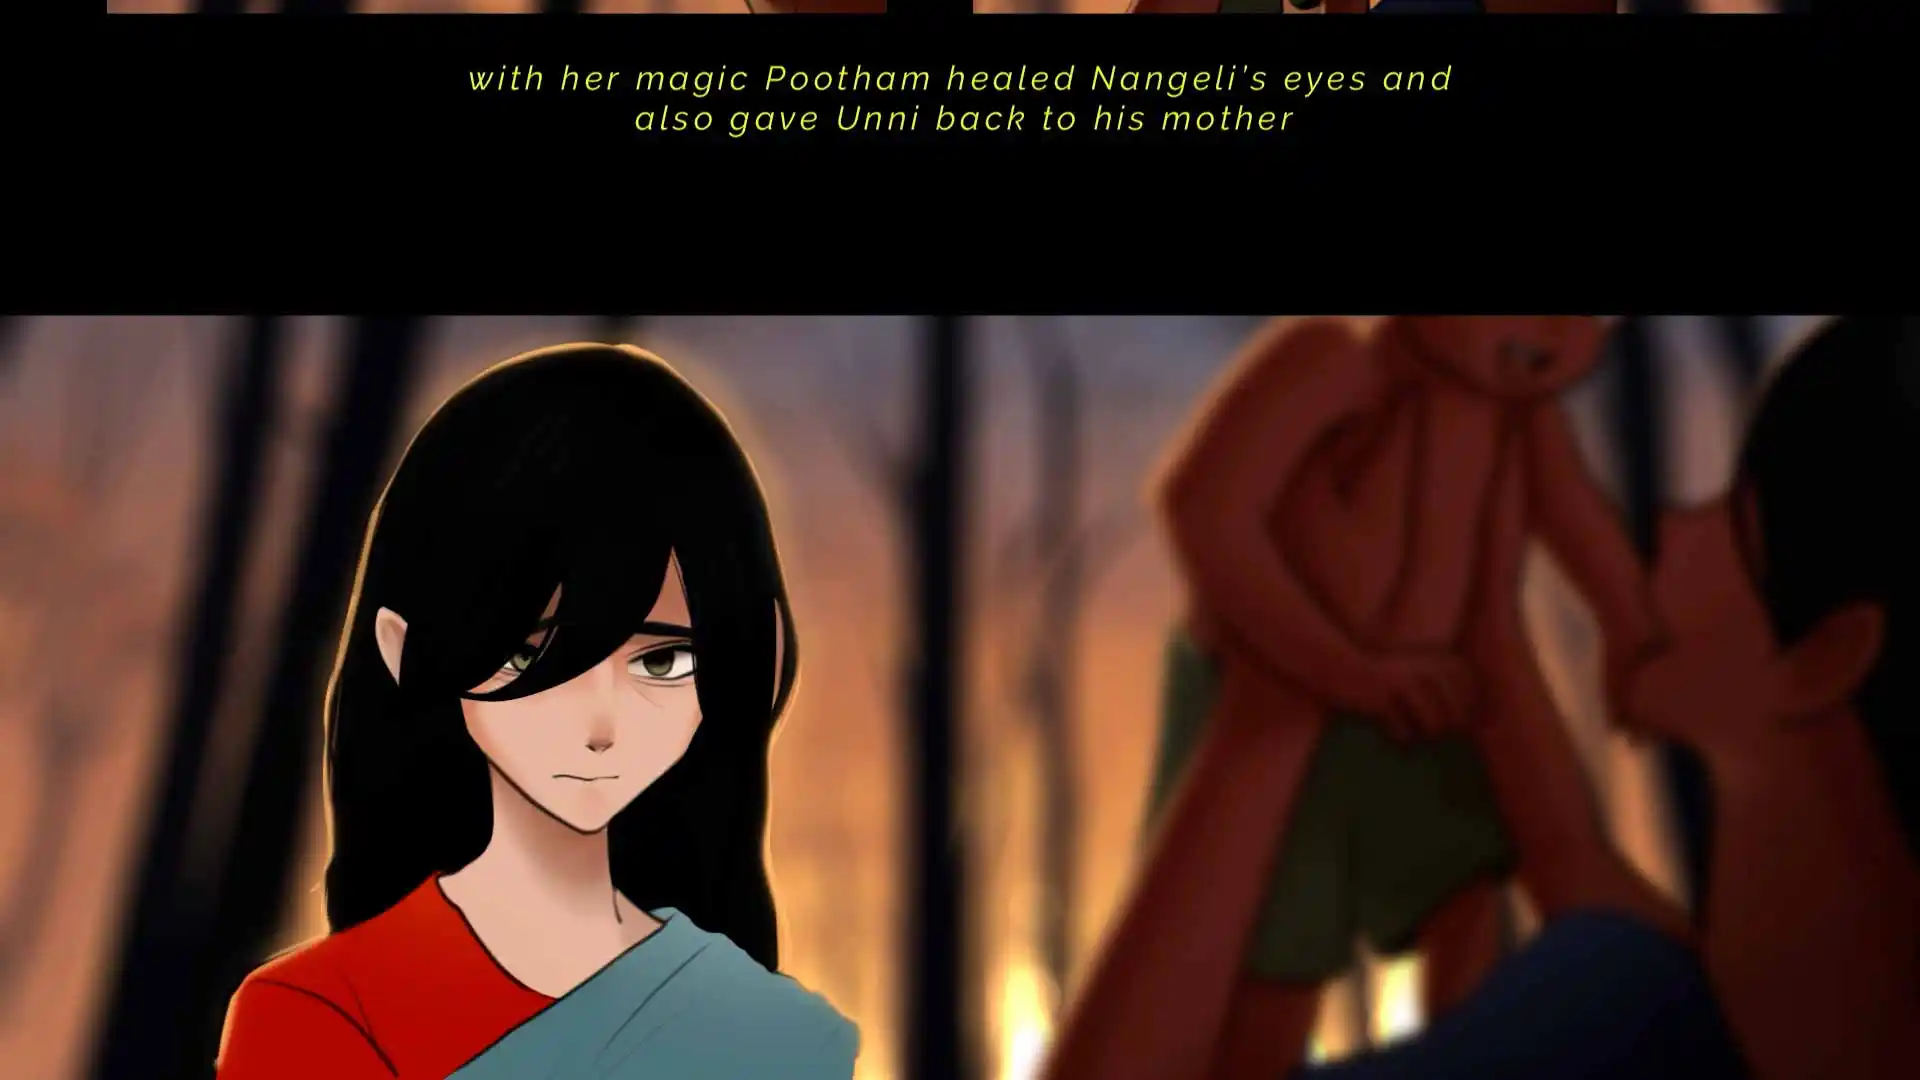 with her magic Pootham healed Nangeli's eyes and
also gave Unni back to his mother